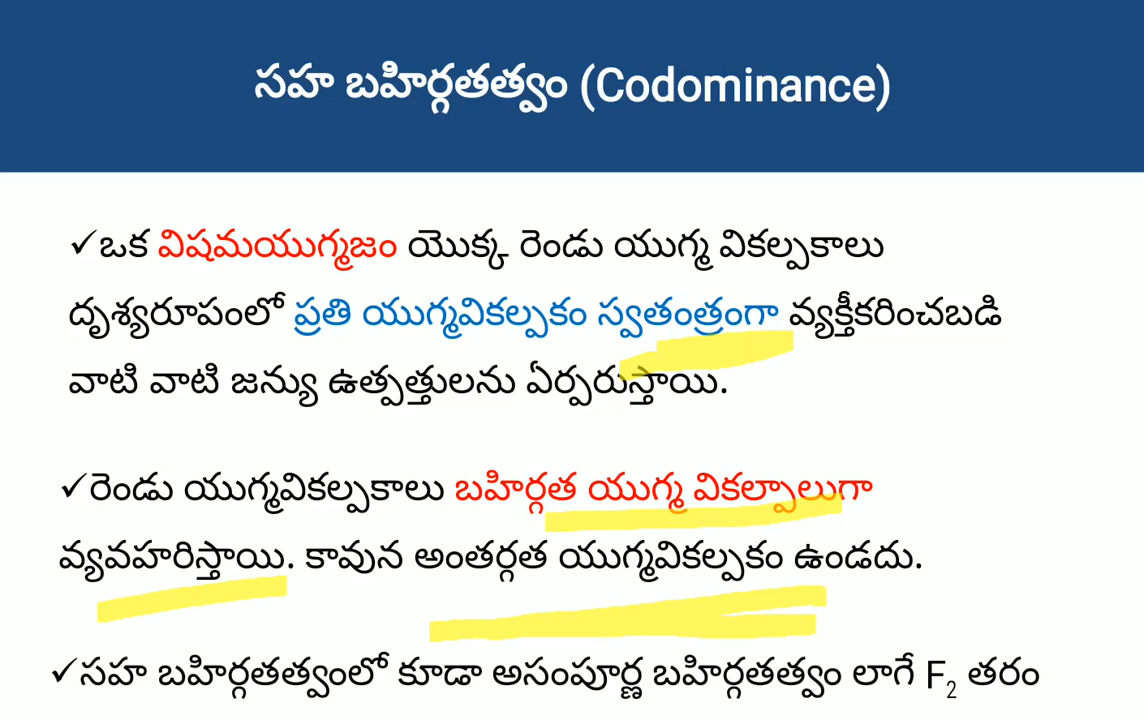 సహ బహిర్గతత్వం (Codominance)
✓ఒక విషమయుగ్మజం యొక్క రెండు యుగ్మ వికల్పకాలు
దృశ్యరూపంలో ప్రతి యుగ్మవికల్పకం స్వతంత్రంగా వ్యక్తీకరించబడి
వాటి వాటి జన్యు ఉత్పత్తులను ఏర్పరుస్తాయి.
✓రెండు యుగ్మవికల్పకాలు బహిర్గత యుగ్మ వికల్పాలుగా
వ్యవహరిస్తాయి. కావున అంతర్గత యుగ్మవికల్పకం ఉండదు.
✓సహ బహిర్గతత్వంలో కూడా అసంపూర్ణ బహిర్గతత్వం లాగే F₂ తరం